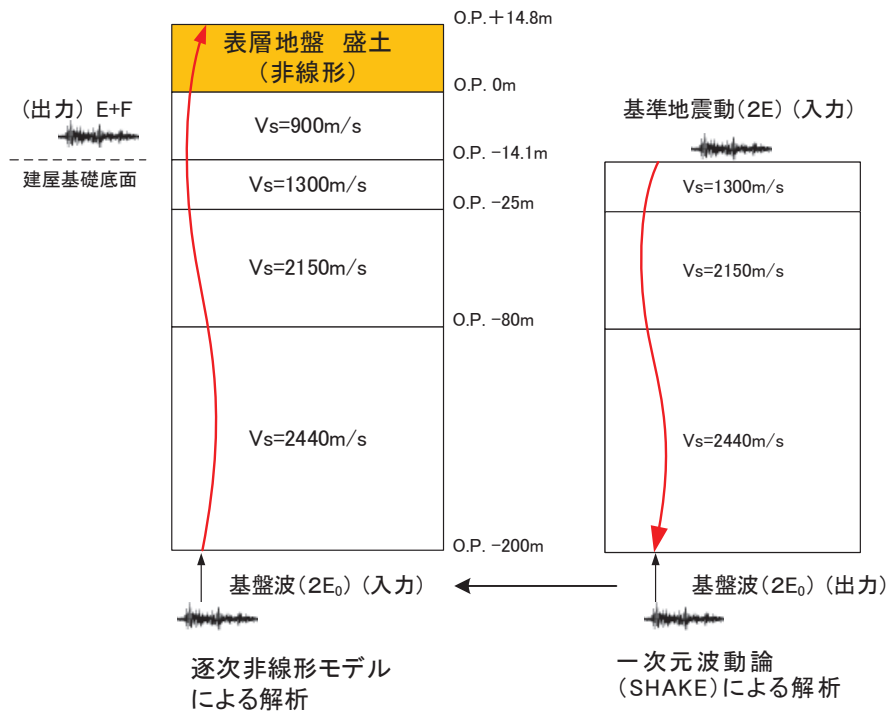 O.P.＋14.8m
表層地盤　盛土
（非線形）
O.P. 0m
（出力） E+F
Vs=900m/s
O.P. −14.1m
建屋基礎底面
Vs=1300m/s
O.P. −25m
Vs=2150m/s
O.P. −80m
Vs=2440m/s
O.P. −200m
基盤波（2E₀）（入力）
逐次非線形モデル
による解析
基準地震動（2E）（入力）
Vs=1300m/s
Vs=2150m/s
Vs=2440m/s
基盤波（2E₀）（出力）
一次元波動論
（SHAKE）による解析